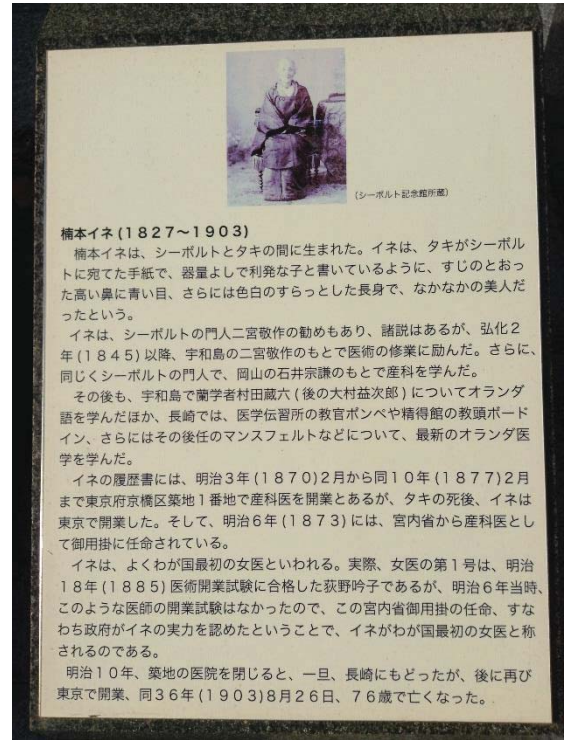 (シーボルト記念館所蔵)
楠本イネ(1827〜1903)
楠本イネは、シーボルトとタキの間に生まれた。イネは、タキがシーボル
トに宛てた手紙で、器量よしで利発な子と書いているように、すじのとおっ
た高い鼻に青い目、さらには色白のすらっとした長身で、なかなかの美人だ
ったという。
イネは、シーボルトの門人二宮敬作の勧めもあり、諸説はあるが、弘化2
年(1845)以降、宇和島の二宮敬作のもとで医術の修業に励んだ。さらに、
同じくシーボルトの門人で、岡山の石井宗謙のもとで産科を学んだ。
その後も、宇和島で蘭学者村田蔵六(後の大村益次郎)についてオランダ
語を学んだほか、長崎では、医学伝習所の教官ポンペや精得館の教頭ボード
イン、さらにはその後任のマンスフェルトなどについて、最新のオランダ医
学を学んだ。
イネの履歴書には、明治3年(1870)2月から同10年(1877)2月
まで東京府京橋区築地1番地で産科医を開業とあるが、タキの死後、イネは
東京で開業した。そして、明治6年(1873)には、宮内省から産科医とし
て御用掛に任命されている。
イネは、よくわが国最初の女医といわれる。実際、女医の第1号は、明治
18年(1885)医術開業試験に合格した荻野吟子であるが、明治6年当時、
このような医師の開業試験はなかったので、この宮内省御用掛の任命、すな
わち政府がイネの実力を認めたということで、イネがわが国最初の女医と称
されるのである。
明治10年、築地の医院を閉じると、一旦、長崎にもどったが、後に再び
東京で開業、同36年(1903)8月26日、76歳で亡くなった。